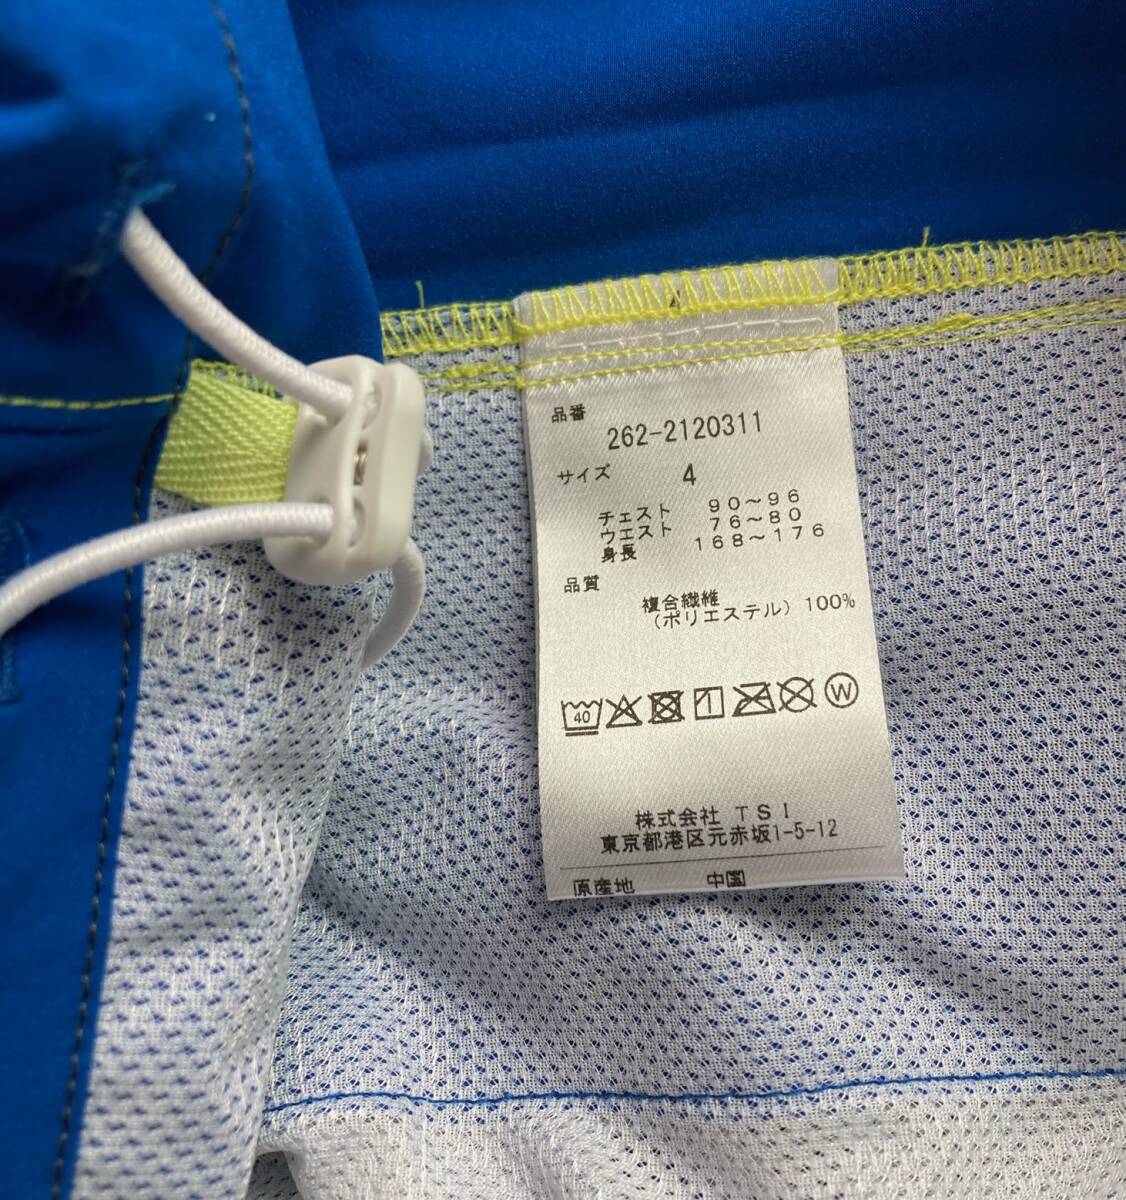 品番
262-2120311
サイズ 4
チェスト 90～96
ウエスト 76～80
身長 168～176
品質
複合繊維
(ポリエステル) 100%
40 W
株式会社 TSI
東京都港区元赤坂1-5-12
原産地 中国